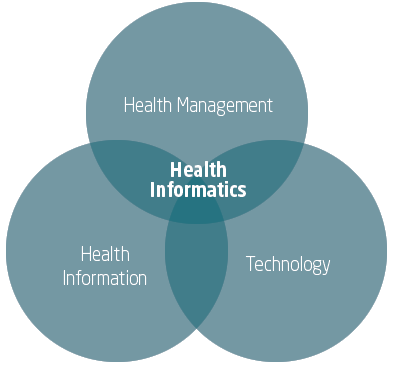 Health Management
Health
Informatics
Health
Information
Technology